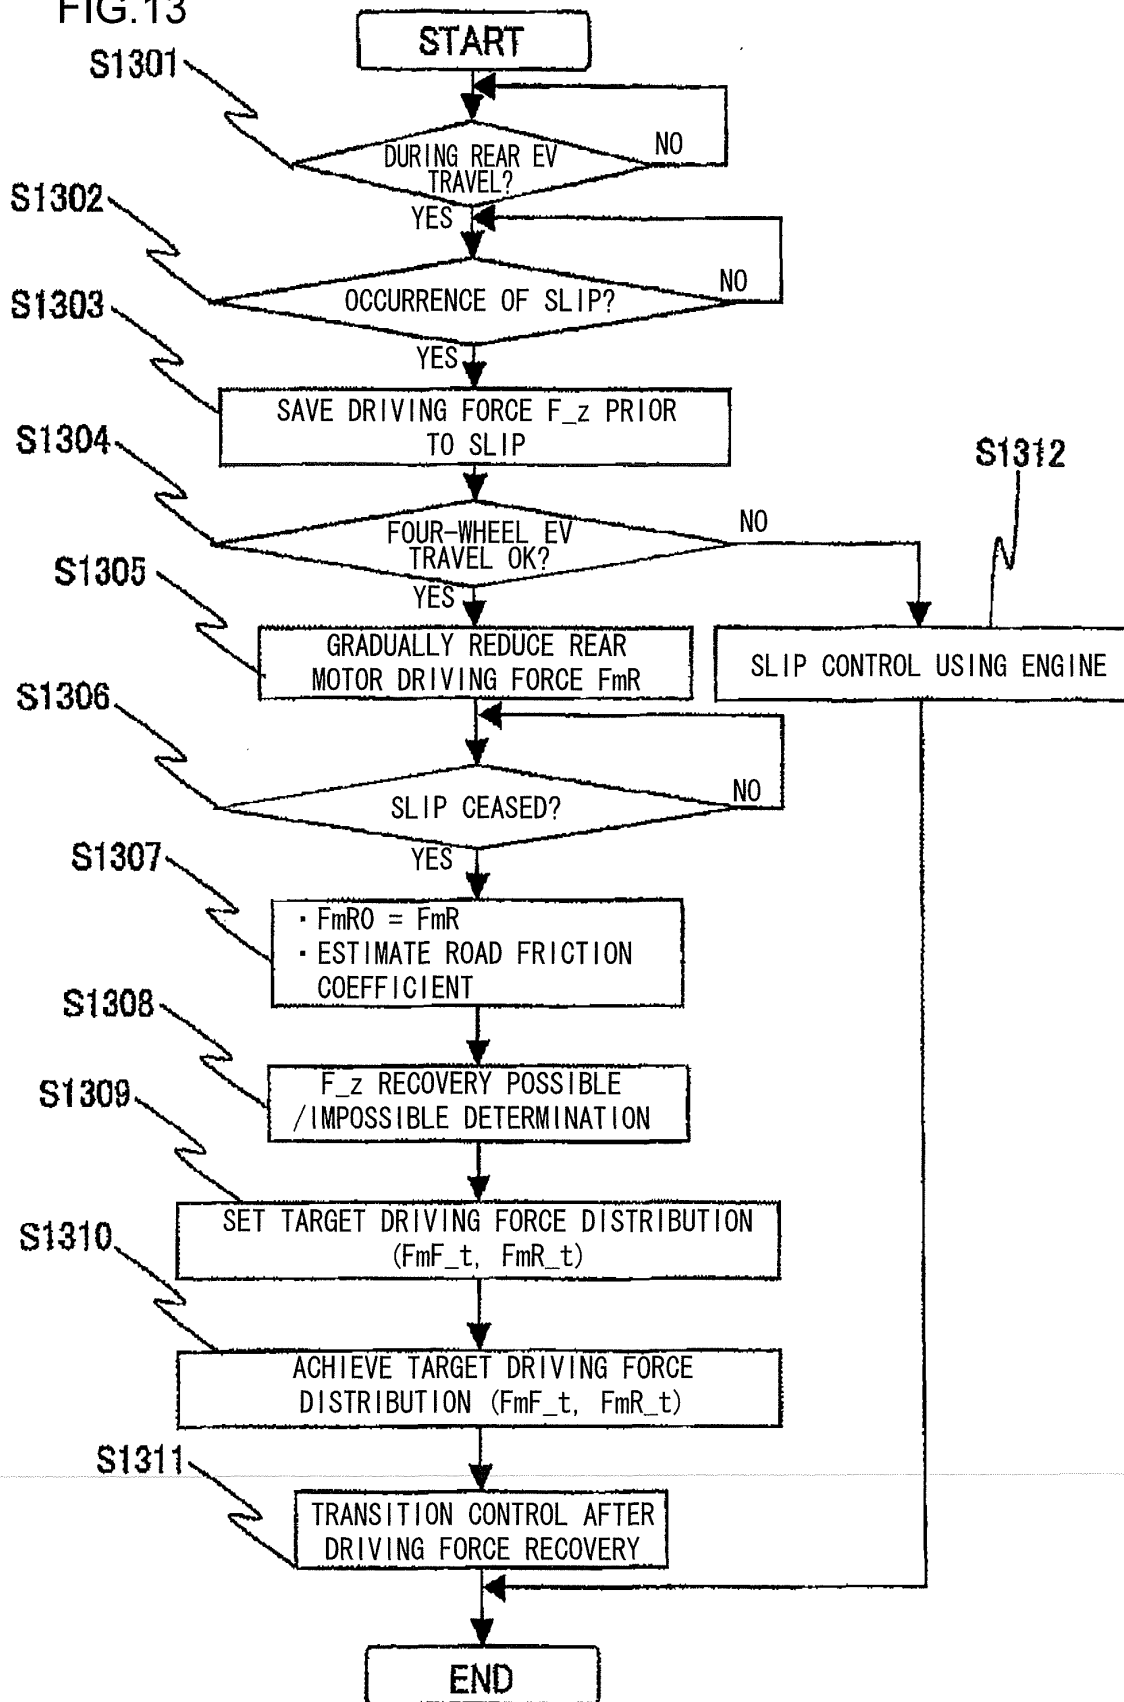 FIG.13
START
S1301
DURING REAR EV
TRAVEL?
NO
YES
S1302
OCCURRENCE OF SLIP?
NO
YES
S1303
SAVE DRIVING FORCE F_z PRIOR
TO SLIP
S1304
FOUR-WHEEL EV
TRAVEL OK?
NO
YES
S1312
SLIP CONTROL USING ENGINE
S1305
GRADUALLY REDUCE REAR
MOTOR DRIVING FORCE FmR
S1306
SLIP CEASED?
NO
YES
S1307
・FmR0 = FmR
・ESTIMATE ROAD FRICTION
COEFFICIENT
S1308
F_z RECOVERY POSSIBLE
/IMPOSSIBLE DETERMINATION
S1309
SET TARGET DRIVING FORCE DISTRIBUTION
(FmF_t, FmR_t)
S1310
ACHIEVE TARGET DRIVING FORCE
DISTRIBUTION (FmF_t, FmR_t)
S1311
TRANSITION CONTROL AFTER
DRIVING FORCE RECOVERY
END